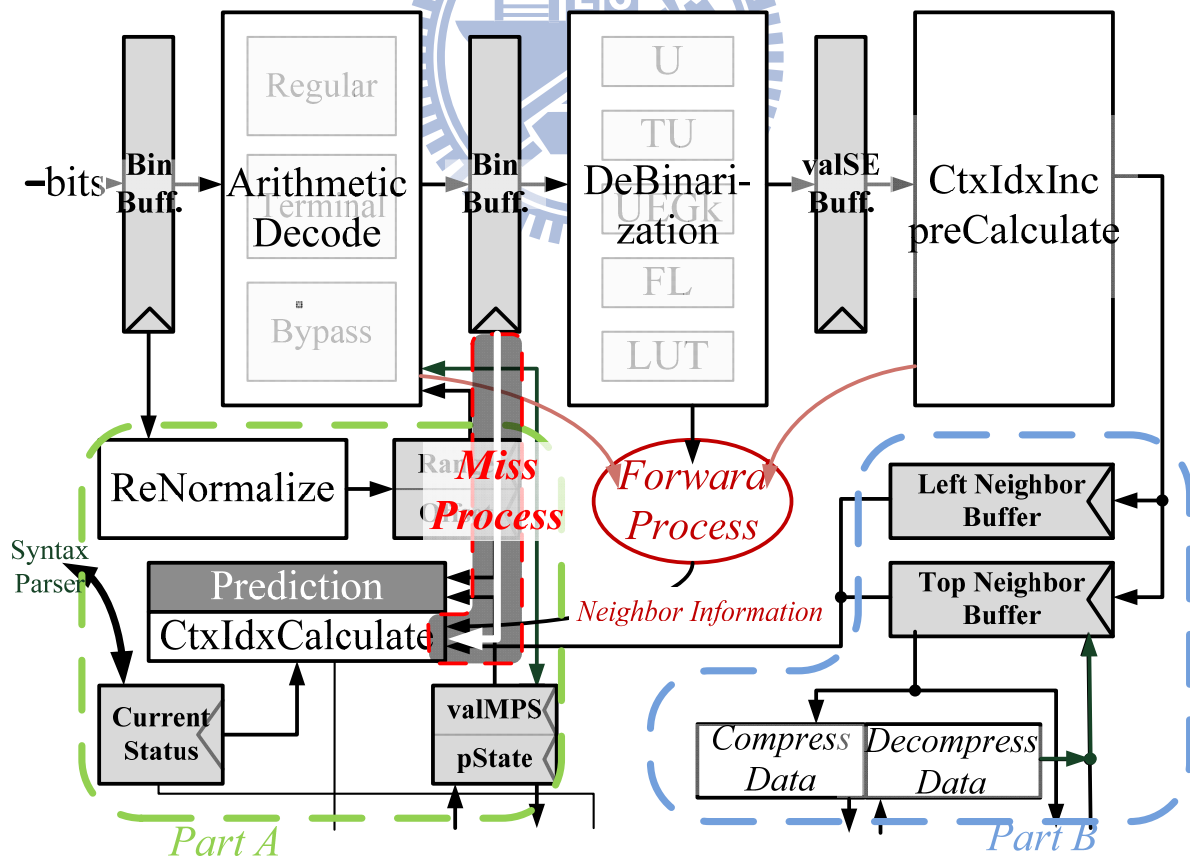 Regular
U
TU
Bin
Buff.
Bin
Buff.
valSE
Buff.
bits
Arithmetic
Decode
Terminal
DeBinari-
zation
UEGk
CtxIdxInc
preCalculate
FL
Bypass
LUT
ReNormalize
Miss
Process
Forward
Process
Left Neighbor
Buffer
Syntax
Parser
Prediction
CtxIdxCalculate
Neighbor Information
Top Neighbor
Buffer
Current
Status
valMPS
pState
Compress
Data
Decompress
Data
Part A
Part B